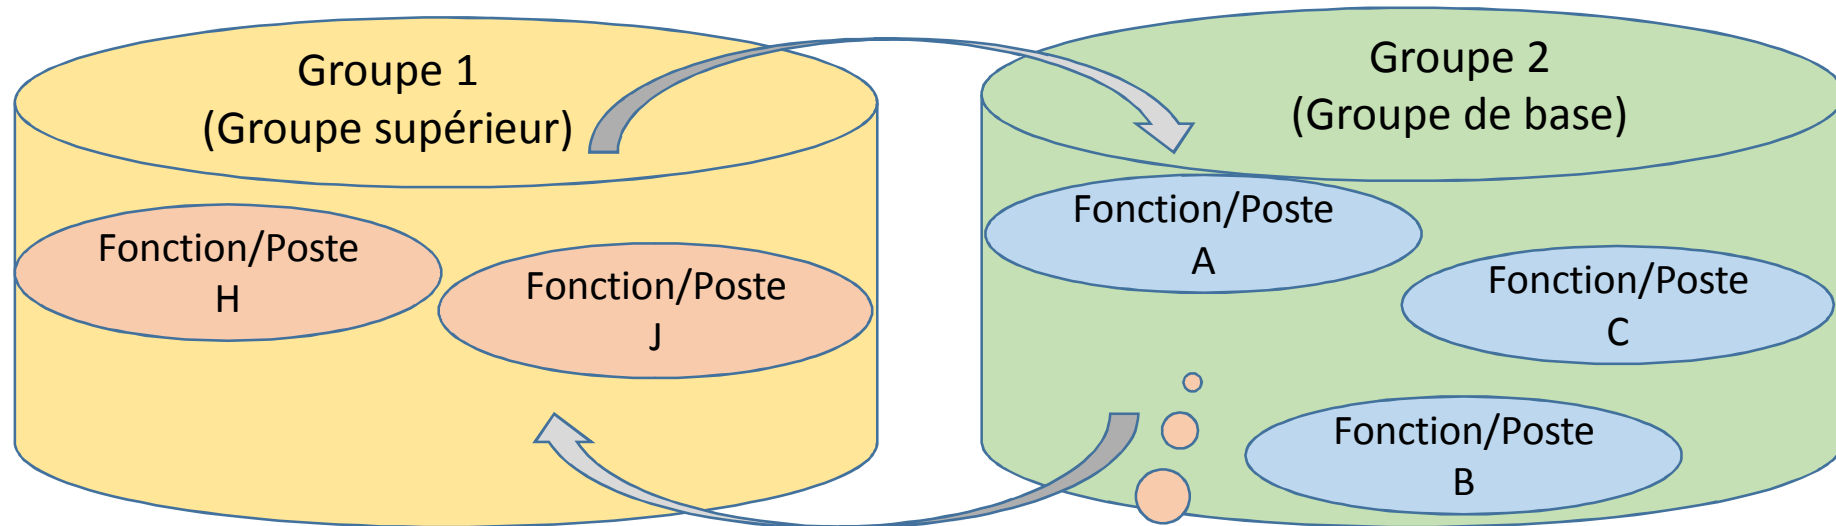 Groupe 1
(Groupe supérieur)
Fonction/Poste
H
Fonction/Poste
J
Groupe 2
(Groupe de base)
Fonction/Poste
A
Fonction/Poste
C
Fonction/Poste
B